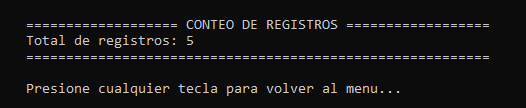 =================== CONTEO DE REGISTROS ==================
Total de registros: 5
==========================================================
Presione cualquier tecla para volver al menu...